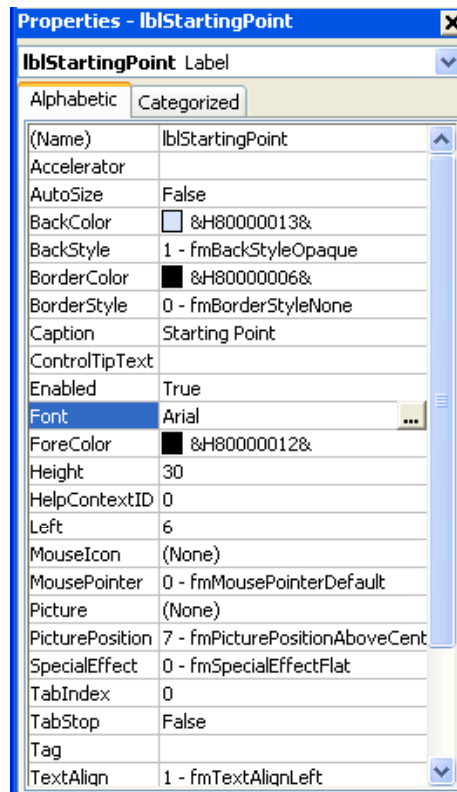 Properties - lblStartingPoint
lblStartingPoint Label
Alphabetic Categorized
(Name) lblStartingPoint
Accelerator
AutoSize False
BackColor &H80000013&
BackStyle 1 - fmBackStyleOpaque
BorderColor &H80000006&
BorderStyle 0 - fmBorderStyleNone
Caption Starting Point
ControlTipText
Enabled True
Font Arial ...
ForeColor &H80000012&
Height 30
HelpContextID 0
Left 6
MouseIcon (None)
MousePointer 0 - fmMousePointerDefault
Picture (None)
PicturePosition 7 - fmPicturePositionAboveCent
SpecialEffect 0 - fmSpecialEffectFlat
TabIndex 0
TabStop False
Tag
TextAlign 1 - fmTextAlignLeft